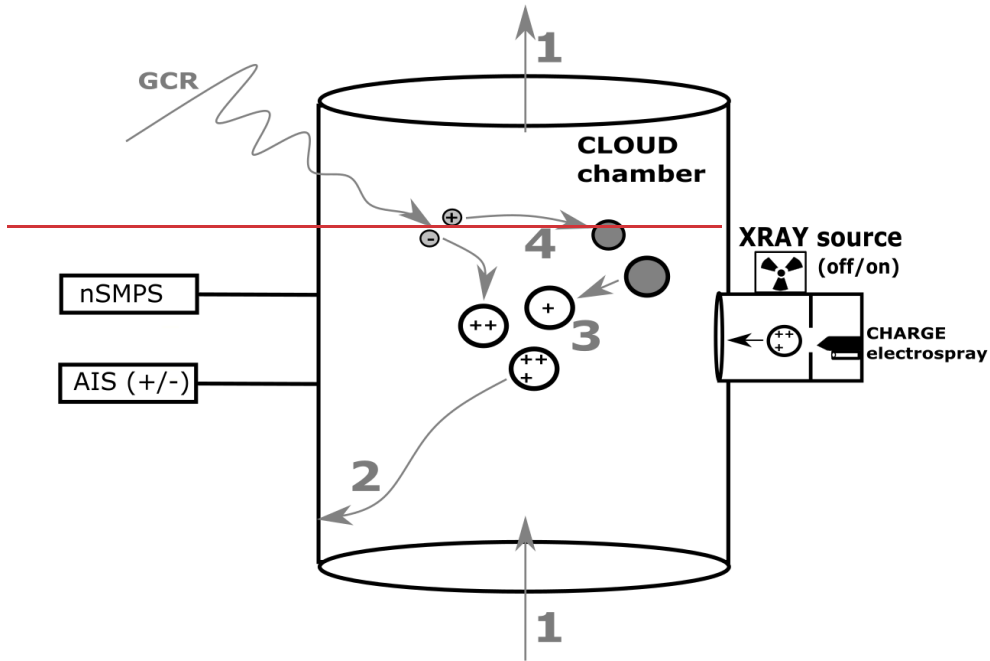 1
GCR
CLOUD
chamber
+
-
4
XRAY source
(off/on)
nSMPS
+
++
3
++
+
CHARGE
electrospray
AIS (+/-)
++
+
2
1